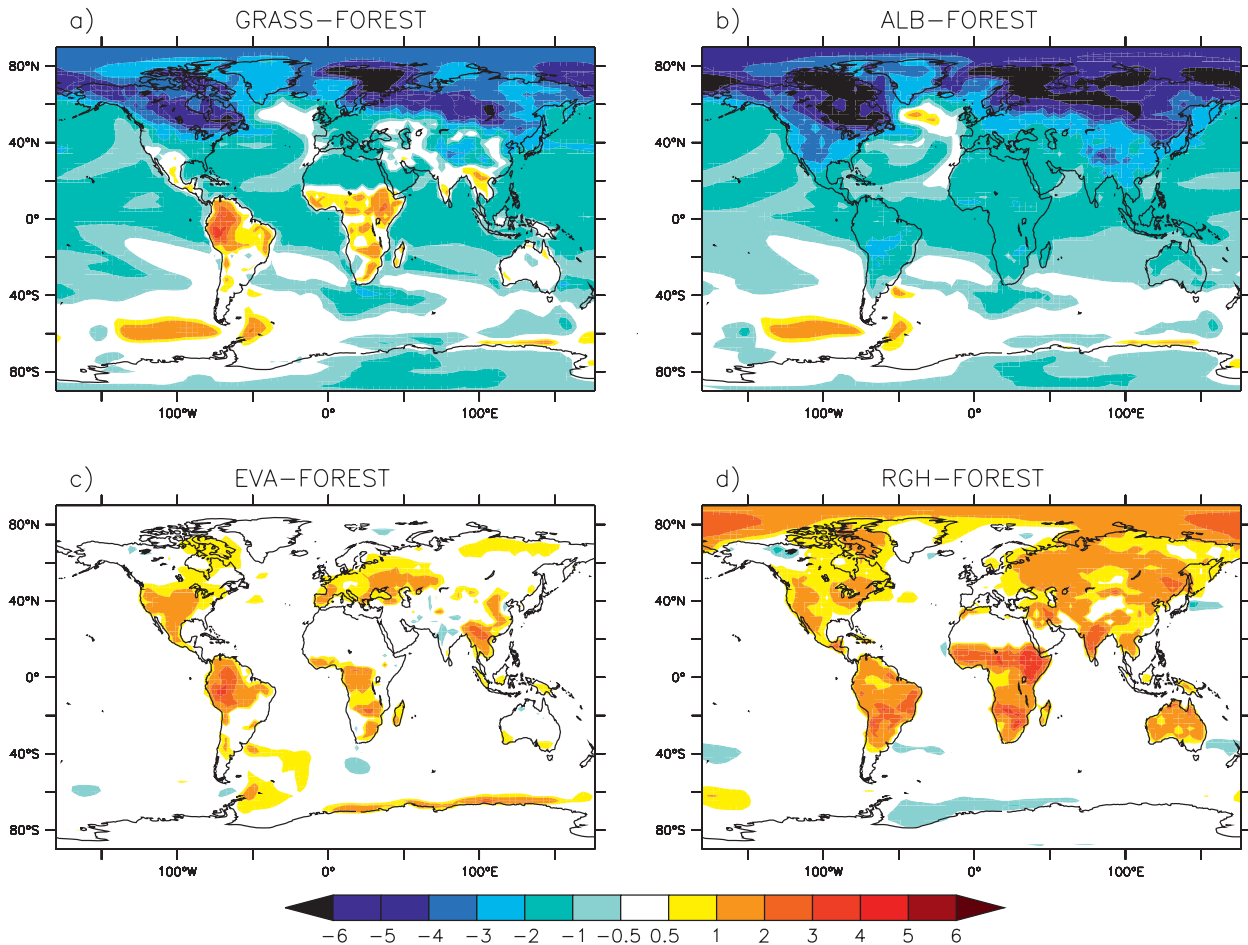 a) GRASS–FOREST
b) ALB–FOREST
80°N
40°N
0°
40°S
80°S
100°W 0° 100°E
80°N
40°N
0°
40°S
80°S
100°W 0° 100°E
c) EVA–FOREST
d) RGH–FOREST
80°N
40°N
0°
40°S
80°S
100°W 0° 100°E
80°N
40°N
0°
40°S
80°S
100°W 0° 100°E
−6 −5 −4 −3 −2 −1 −0.5 0.5 1 2 3 4 5 6